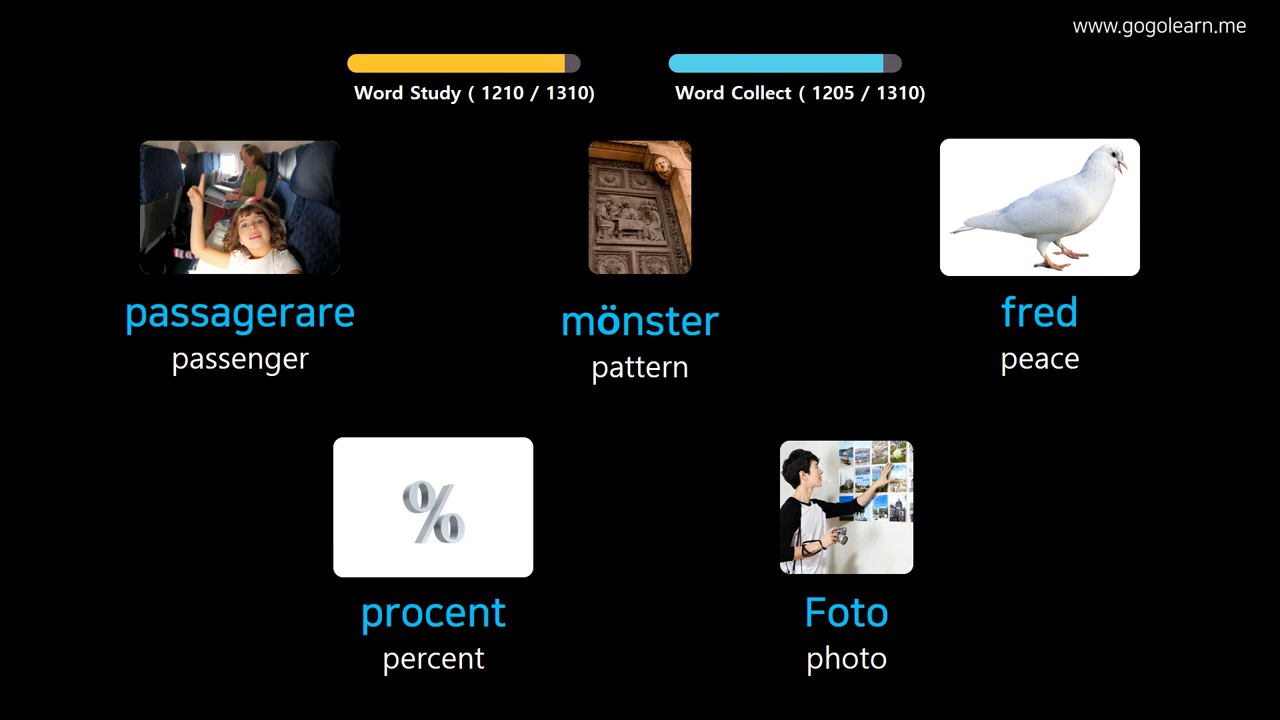 www.gogolearn.me
Word Study ( 1210 / 1310)
Word Collect ( 1205 / 1310)
passagerare
passenger
mönster
pattern
fred
peace
%
procent
percent
Foto
photo